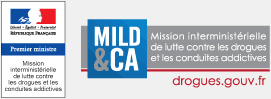 Liberté • Égalité • Fraternité
RÉPUBLIQUE FRANÇAISE
Premier ministre
Mission
interministérielle
de lutte contre
les drogues et les
conduites addictives
MILD
&CA
Mission interministérielle
de lutte contre les drogues
et les conduites addictives
drogues.gouv.fr